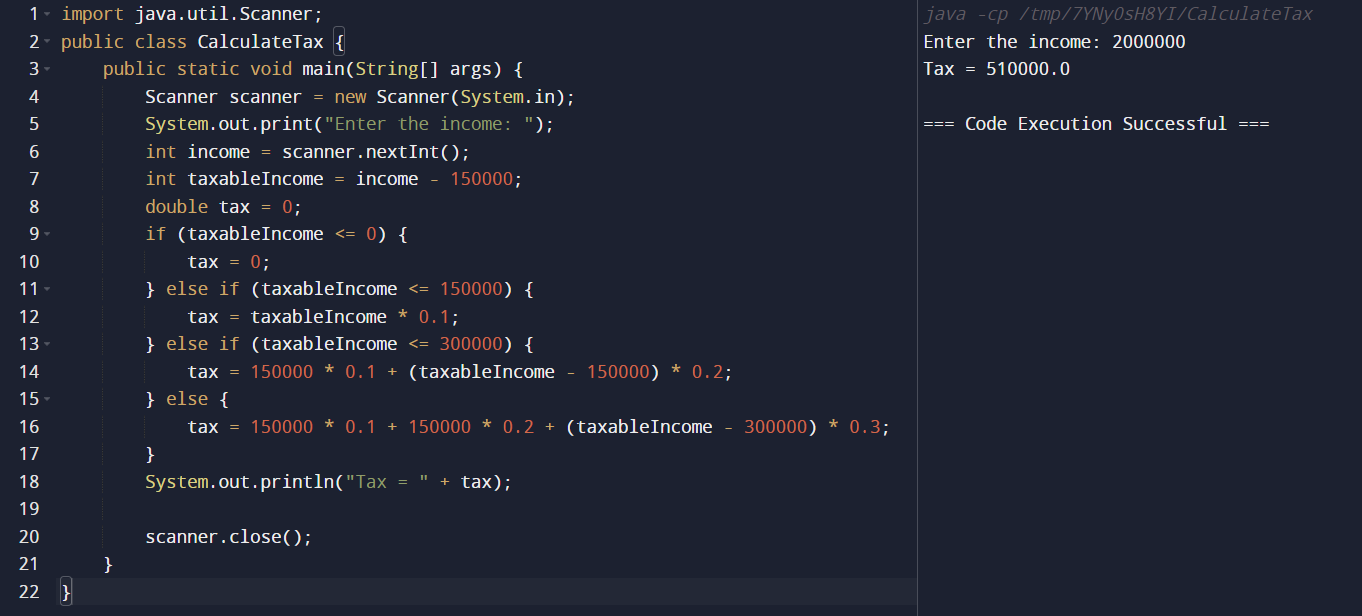 1 import java.util.Scanner;
2 public class CalculateTax {
3     public static void main(String[] args) {
4         Scanner scanner = new Scanner(System.in);
5         System.out.print("Enter the income: ");
6         int income = scanner.nextInt();
7         int taxableIncome = income - 150000;
8         double tax = 0;
9         if (taxableIncome <= 0) {
10             tax = 0;
11         } else if (taxableIncome <= 150000) {
12             tax = taxableIncome * 0.1;
13         } else if (taxableIncome <= 300000) {
14             tax = 150000 * 0.1 + (taxableIncome - 150000) * 0.2;
15         } else {
16             tax = 150000 * 0.1 + 150000 * 0.2 + (taxableIncome - 300000) * 0.3;
17         }
18         System.out.println("Tax = " + tax);
19
20         scanner.close();
21     }
22 }
java -cp /tmp/7YNyOsH8YI/CalculateTax
Enter the income: 2000000
Tax = 510000.0
=== Code Execution Successful ===